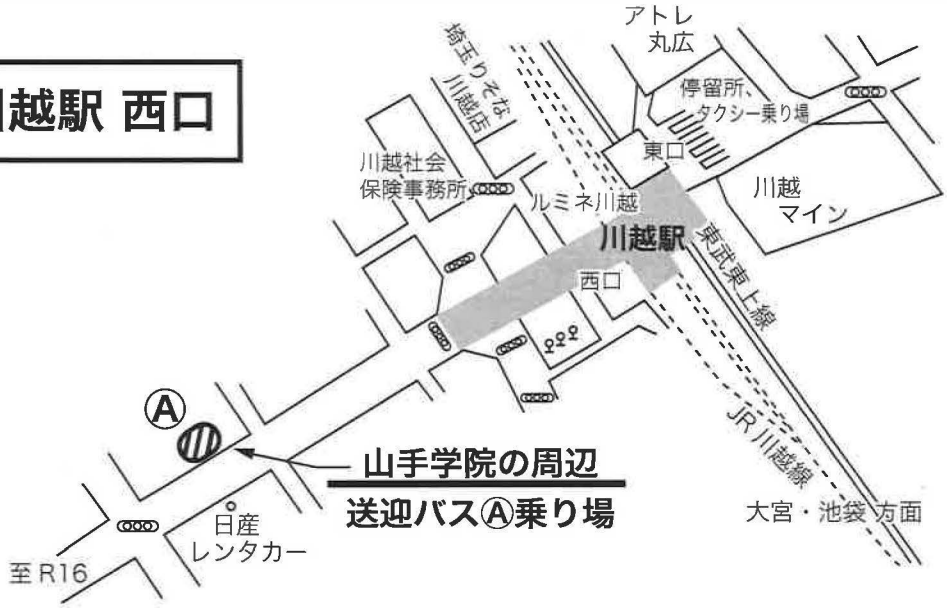 越駅 西口
アトレ
丸広
埼玉りそな
川越店
停留所、
タクシー乗り場
東口
川越社会
保険事務所
ルミネ川越
川越
マイン
川越駅
西口
東武東上線
Ⓐ
山手学院の周辺
送迎バスⒶ乗り場
JR川越線
大宮・池袋 方面
日産
レンタカー
至 R16